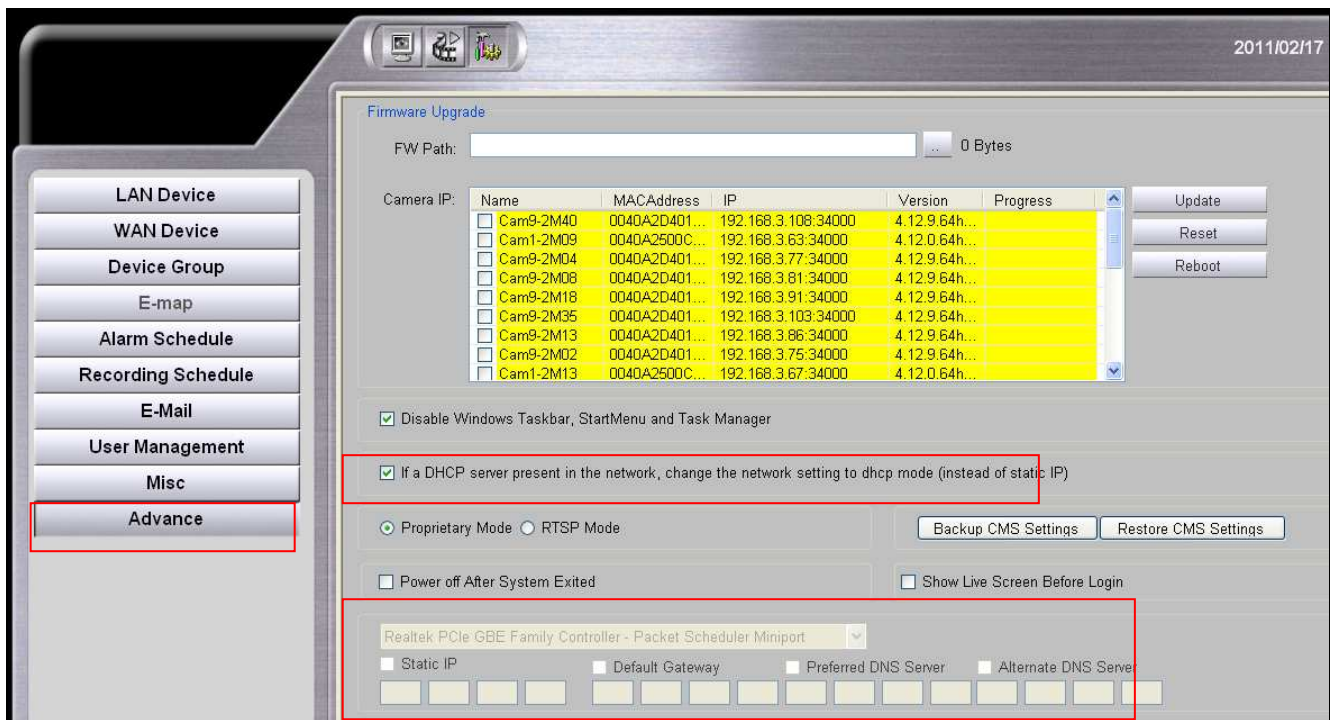 2011/02/17
LAN Device
WAN Device
Device Group
E-map
Alarm Schedule
Recording Schedule
E-Mail
User Management
Misc
Advance
Firmware Upgrade
FW Path: .. 0 Bytes
Camera IP: Name MACAddress IP Version Progress
Cam9-2M40 0040A2D401... 192.168.3.108:34000 4.12.9.64h...
Cam1-2M09 0040A2500C... 192.168.3.63:34000 4.12.0.64h...
Cam9-2M04 0040A2D401... 192.168.3.77:34000 4.12.9.64h...
Cam9-2M08 0040A2D401... 192.168.3.81:34000 4.12.9.64h...
Cam9-2M18 0040A2D401... 192.168.3.91:34000 4.12.9.64h...
Cam9-2M35 0040A2D401... 192.168.3.103:34000 4.12.9.64h...
Cam9-2M13 0040A2D401... 192.168.3.86:34000 4.12.9.64h...
Cam9-2M02 0040A2D401... 192.168.3.75:34000 4.12.9.64h...
Cam1-2M13 0040A2500C... 192.168.3.67:34000 4.12.0.64h...
Update
Reset
Reboot
Disable Windows Taskbar, StartMenu and Task Manager
If a DHCP server present in the network, change the network setting to dhcp mode (instead of static IP)
Proprietary Mode RTSP Mode
Backup CMS Settings Restore CMS Settings
Power off After System Exited
Show Live Screen Before Login
Realtek PCIe GBE Family Controller - Packet Scheduler Miniport
Static IP Default Gateway Preferred DNS Server Alternate DNS Server